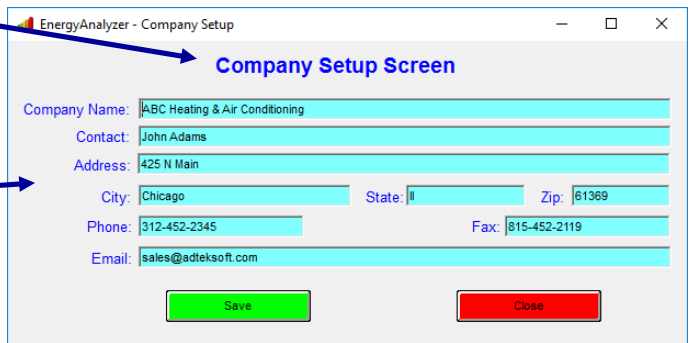 EnergyAnalyzer - Company Setup
Company Setup Screen
Company Name: ABC Heating & Air Conditioning
Contact: John Adams
Address: 425 N Main
City: Chicago State: Il Zip: 61369
Phone: 312-452-2345 Fax: 815-452-2119
Email: sales@adteksoft.com
Save Close